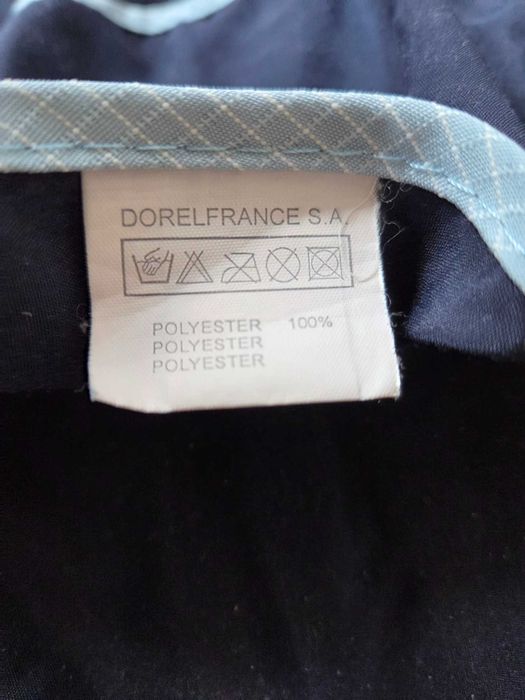 DORELFRANCE S.A.
POLYESTER 100%
POLYESTER
POLYESTER